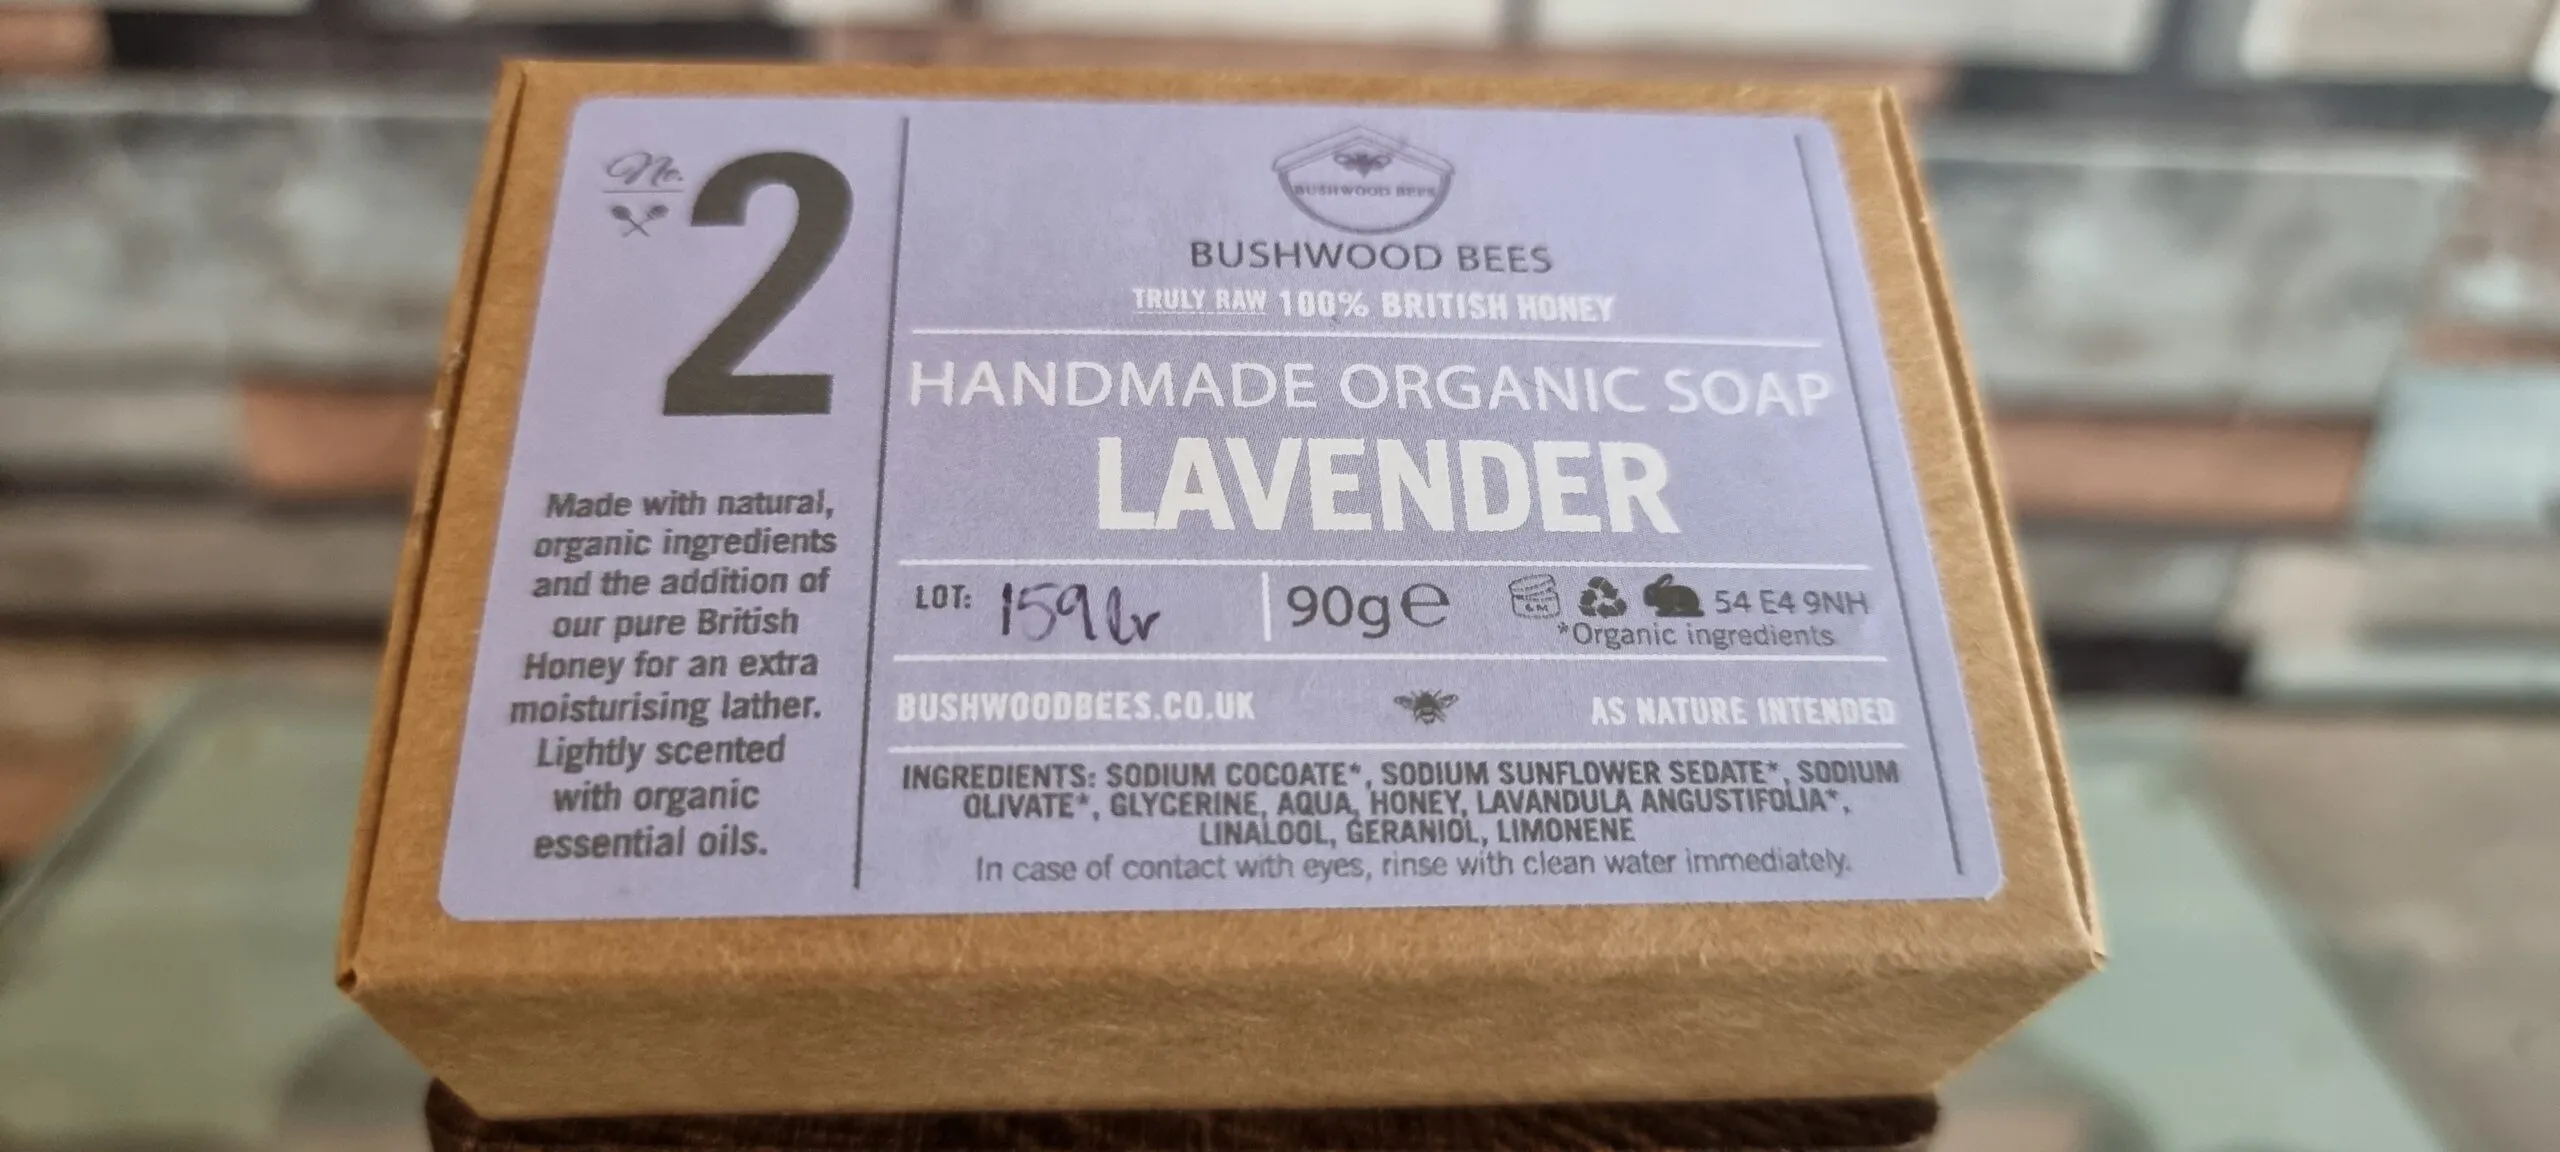 No.
2
Made with natural,
organic ingredients
and the addition of
our pure British
Honey for an extra
moisturising lather.
Lightly scented
with organic
essential oils.
BUSHWOOD BEES
BUSHWOOD BEES
TRULY RAW 100% BRITISH HONEY
HANDMADE ORGANIC SOAP
LAVENDER
LOT: 159 lr
90g e
6M
54 E4 9NH
*Organic ingredients
BUSHWOODBEES.CO.UK
AS NATURE INTENDED
INGREDIENTS: SODIUM COCOATE*, SODIUM SUNFLOWER SEDATE*, SODIUM
OLIVATE*, GLYCERINE, AQUA, HONEY, LAVANDULA ANGUSTIFOLIA*,
LINALOOL, GERANIOL, LIMONENE
In case of contact with eyes, rinse with clean water immediately.